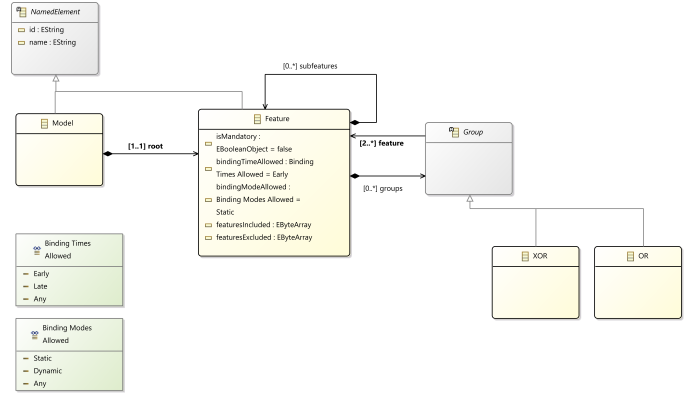 NamedElement
id : EString
name : EString
[0..*] subfeatures
Model
Feature
Group
[1..1] root
isMandatory :
EBooleanObject = false
bindingTimeAllowed : Binding
Times Allowed = Early
bindingModeAllowed :
Binding Modes Allowed =
Static
featuresIncluded : EByteArray
featuresExcluded : EByteArray
[2..*] feature
[0..*] groups
XOR
OR
Binding Times
Allowed
Early
Late
Any
Binding Modes
Allowed
Static
Dynamic
Any